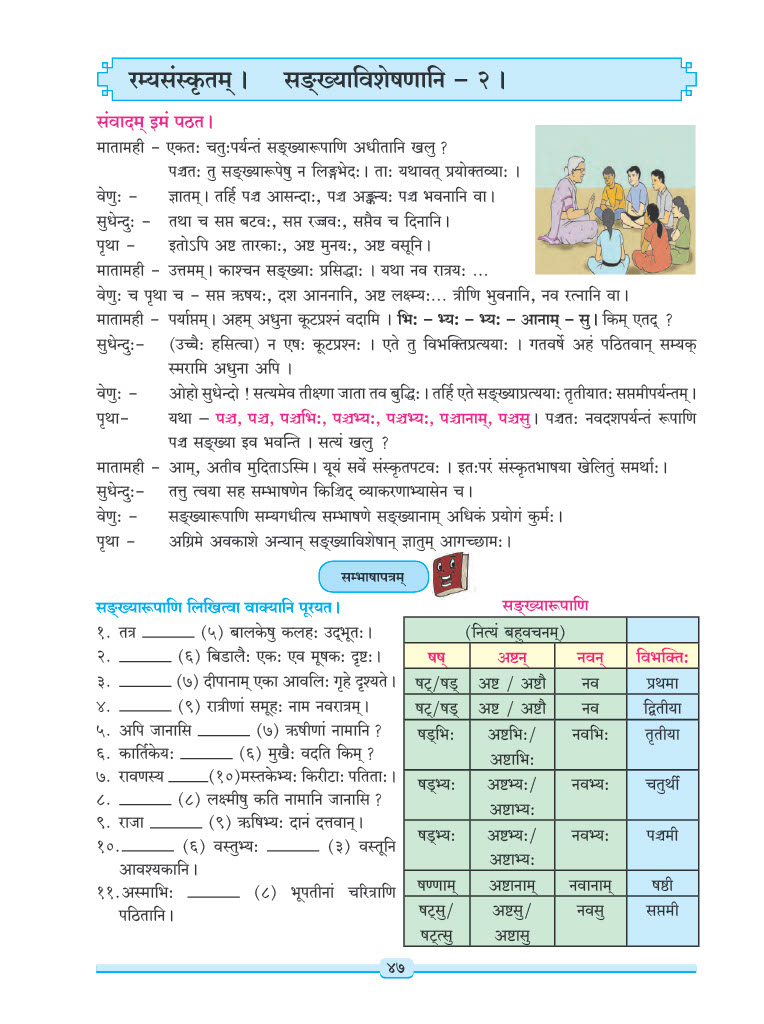 रम्यसंस्कृतम् । सङ्ख्याविशेषणानि – २ ।
संवादम् इमं पठत ।
मातामही – एकतः चतुःपर्यन्तं सङ्ख्यारूपाणि अधीतानि खलु ?
पञ्चतः तु सङ्ख्यारूपेषु न लिङ्गभेदः । ताः यथावत् प्रयोक्तव्याः ।
वेणुः – ज्ञातम् । तर्हि पञ्च आसन्दाः, पञ्च अङ्कन्यः पञ्च भवनानि वा ।
सुधेन्दुः – तथा च सप्त बटवः, सप्त रज्जवः, सप्तैव च दिनानि ।
पृथा – इतोऽपि अष्ट तारकाः, अष्ट मुनयः, अष्ट वसूनि ।
मातामही – उत्तमम् । काश्चन सङ्ख्याः प्रसिद्धाः । यथा नव रात्रयः ...
वेणुः च पृथा च – सप्त ऋषयः, दश आननानि, अष्ट लक्ष्म्यः... त्रीणि भुवनानि, नव रत्नानि वा ।
मातामही – पर्याप्तम् । अहम् अधुना कूटप्रश्नं वदामि । भिः – भ्यः – भ्यः – आनाम् – सु । किम् एतद् ?
सुधेन्दुः– (उच्चैः हसित्वा) न एषः कूटप्रश्नः । एते तु विभक्तिप्रत्ययाः । गतवर्षे अहं पठितवान् सम्यक्
स्मरामि अधुना अपि ।
वेणुः – ओहो सुधेन्दो ! सत्यमेव तीक्ष्णा जाता तव बुद्धिः । तर्हि एते सङ्ख्याप्रत्ययाः तृतीयातः सप्तमीपर्यन्तम् ।
पृथा– यथा – पञ्च, पञ्च, पञ्चभिः, पञ्चभ्यः, पञ्चभ्यः, पञ्चानाम्, पञ्चसु । पञ्चतः नवदशपर्यन्तं रूपाणि
पञ्च सङ्ख्या इव भवन्ति । सत्यं खलु ?
मातामही – आम्, अतीव मुदिताऽस्मि । यूयं सर्वे संस्कृतपटवः । इतःपरं संस्कृतभाषया खेलितुं समर्थाः ।
सुधेन्दुः– तत्तु त्वया सह सम्भाषणेन किञ्चिद् व्याकरणाभ्यासेन च ।
वेणुः – सङ्ख्यारूपाणि सम्यगधीत्य सम्भाषणे सङ्ख्यानाम् अधिकं प्रयोगं कुर्मः ।
पृथा – अग्रिमे अवकाशे अन्यान् सङ्ख्याविशेषान् ज्ञातुम् आगच्छामः ।
सम्भाषापत्रम्
सङ्ख्यारूपाणि लिखित्वा वाक्यानि पूरयत ।
१. तत्र ______ (५) बालकेषु कलहः उद्भूतः ।
२. ______ (६) बिडालैः एकः एव मूषकः दृष्टः ।
३. ______ (७) दीपानाम् एका आवलिः गृहे दृश्यते ।
४. ______ (९) रात्रीणां समूहः नाम नवरात्रम् ।
५. अपि जानासि ______ (७) ऋषीणां नामानि ?
६. कार्तिकेयः ______ (६) मुखैः वदति किम् ?
७. रावणस्य _____(१०)मस्तकेभ्यः किरीटाः पतिताः ।
८. ______ (८) लक्ष्मीषु कति नामानि जानासि ?
९. राजा ______ (९) ऋषिभ्यः दानं दत्तवान् ।
१०.______ (६) वस्तुभ्यः ______ (३) वस्तूनि
आवश्यकानि ।
११.अस्माभिः ______ (८) भूपतीनां चरित्राणि
पठितानि ।
सङ्ख्यारूपाणि
(नित्यं बहुवचनम्)
षष् अष्टन् नवन् विभक्तिः
षट्/षड् अष्ट / अष्टौ नव प्रथमा
षट्/षड् अष्ट / अष्टौ नव द्वितीया
षड्भिः अष्टभिः/ नवभिः तृतीया
अष्टाभिः
षड्भ्यः अष्टभ्यः/ नवभ्यः चतुर्थी
अष्टाभ्यः
षड्भ्यः अष्टभ्यः/ नवभ्यः पञ्चमी
अष्टाभ्यः
षण्णाम् अष्टानाम् नवानाम् षष्ठी
षट्सु/ अष्टसु/ नवसु सप्तमी
षट्त्सु अष्टासु
४७